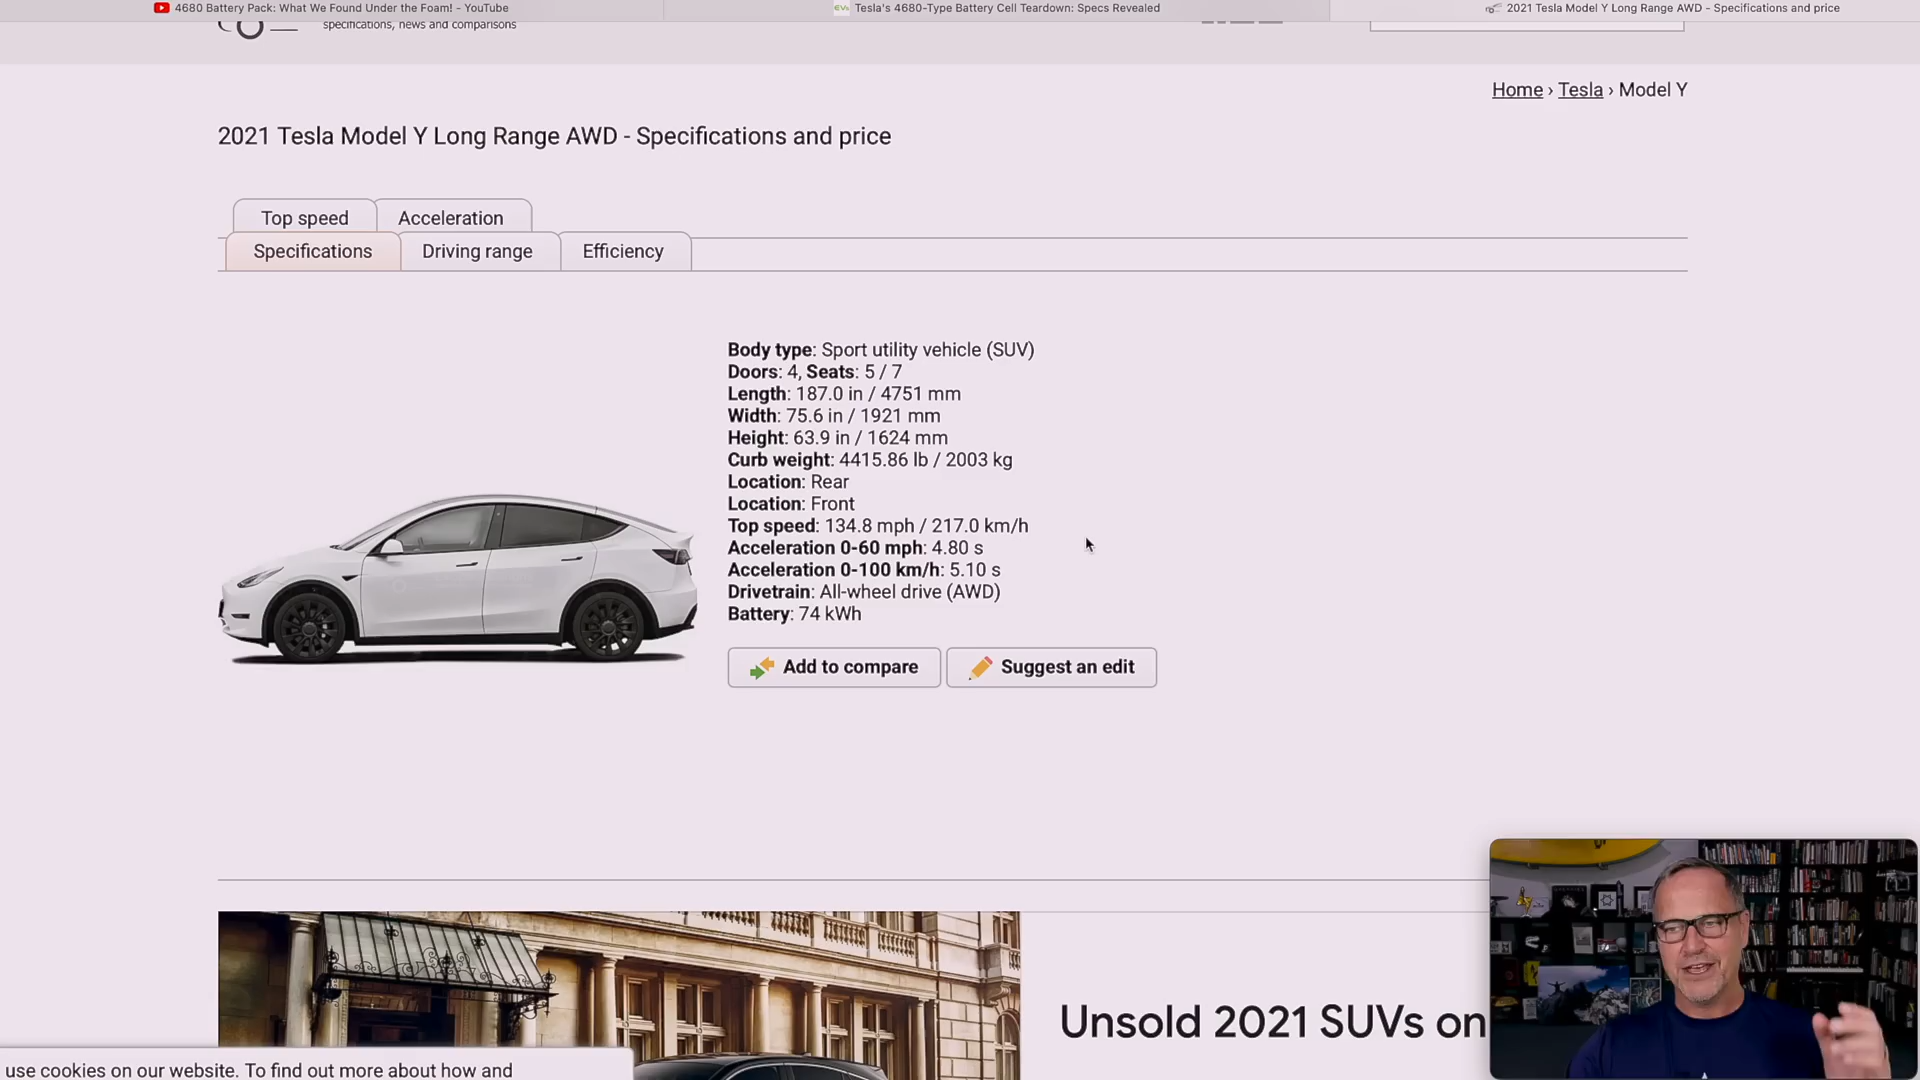 4680 Battery Pack: What We Found Under the Foam! - YouTube
Tesla's 4680-Type Battery Cell Teardown: Specs Revealed
2021 Tesla Model Y Long Range AWD - Specifications and price
specifications, news and comparisons
Home › Tesla › Model Y
2021 Tesla Model Y Long Range AWD - Specifications and price
Top speed
Acceleration
Specifications
Driving range
Efficiency
Body type: Sport utility vehicle (SUV)
Doors: 4, Seats: 5 / 7
Length: 187.0 in / 4751 mm
Width: 75.6 in / 1921 mm
Height: 63.9 in / 1624 mm
Curb weight: 4415.86 lb / 2003 kg
Location: Rear
Location: Front
Top speed: 134.8 mph / 217.0 km/h
Acceleration 0-60 mph: 4.80 s
Acceleration 0-100 km/h: 5.10 s
Drivetrain: All-wheel drive (AWD)
Battery: 74 kWh
Add to compare
Suggest an edit
Unsold 2021 SUVs on
use cookies on our website. To find out more about how and